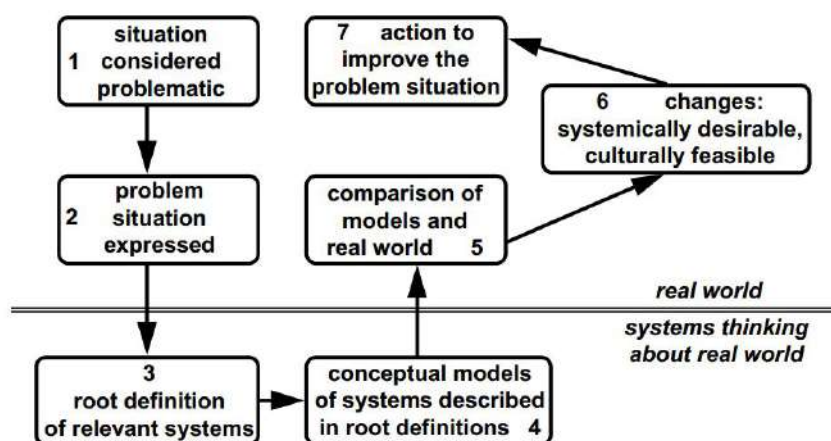 situation
1 considered
problematic
2 problem
situation
expressed
3
root definition
of relevant systems
conceptual models
of systems described
in root definitions 4
comparison of
models and
real world 5
6 changes:
systemically desirable,
culturally feasible
7 action to
improve the
problem situation
real world
systems thinking
about real world